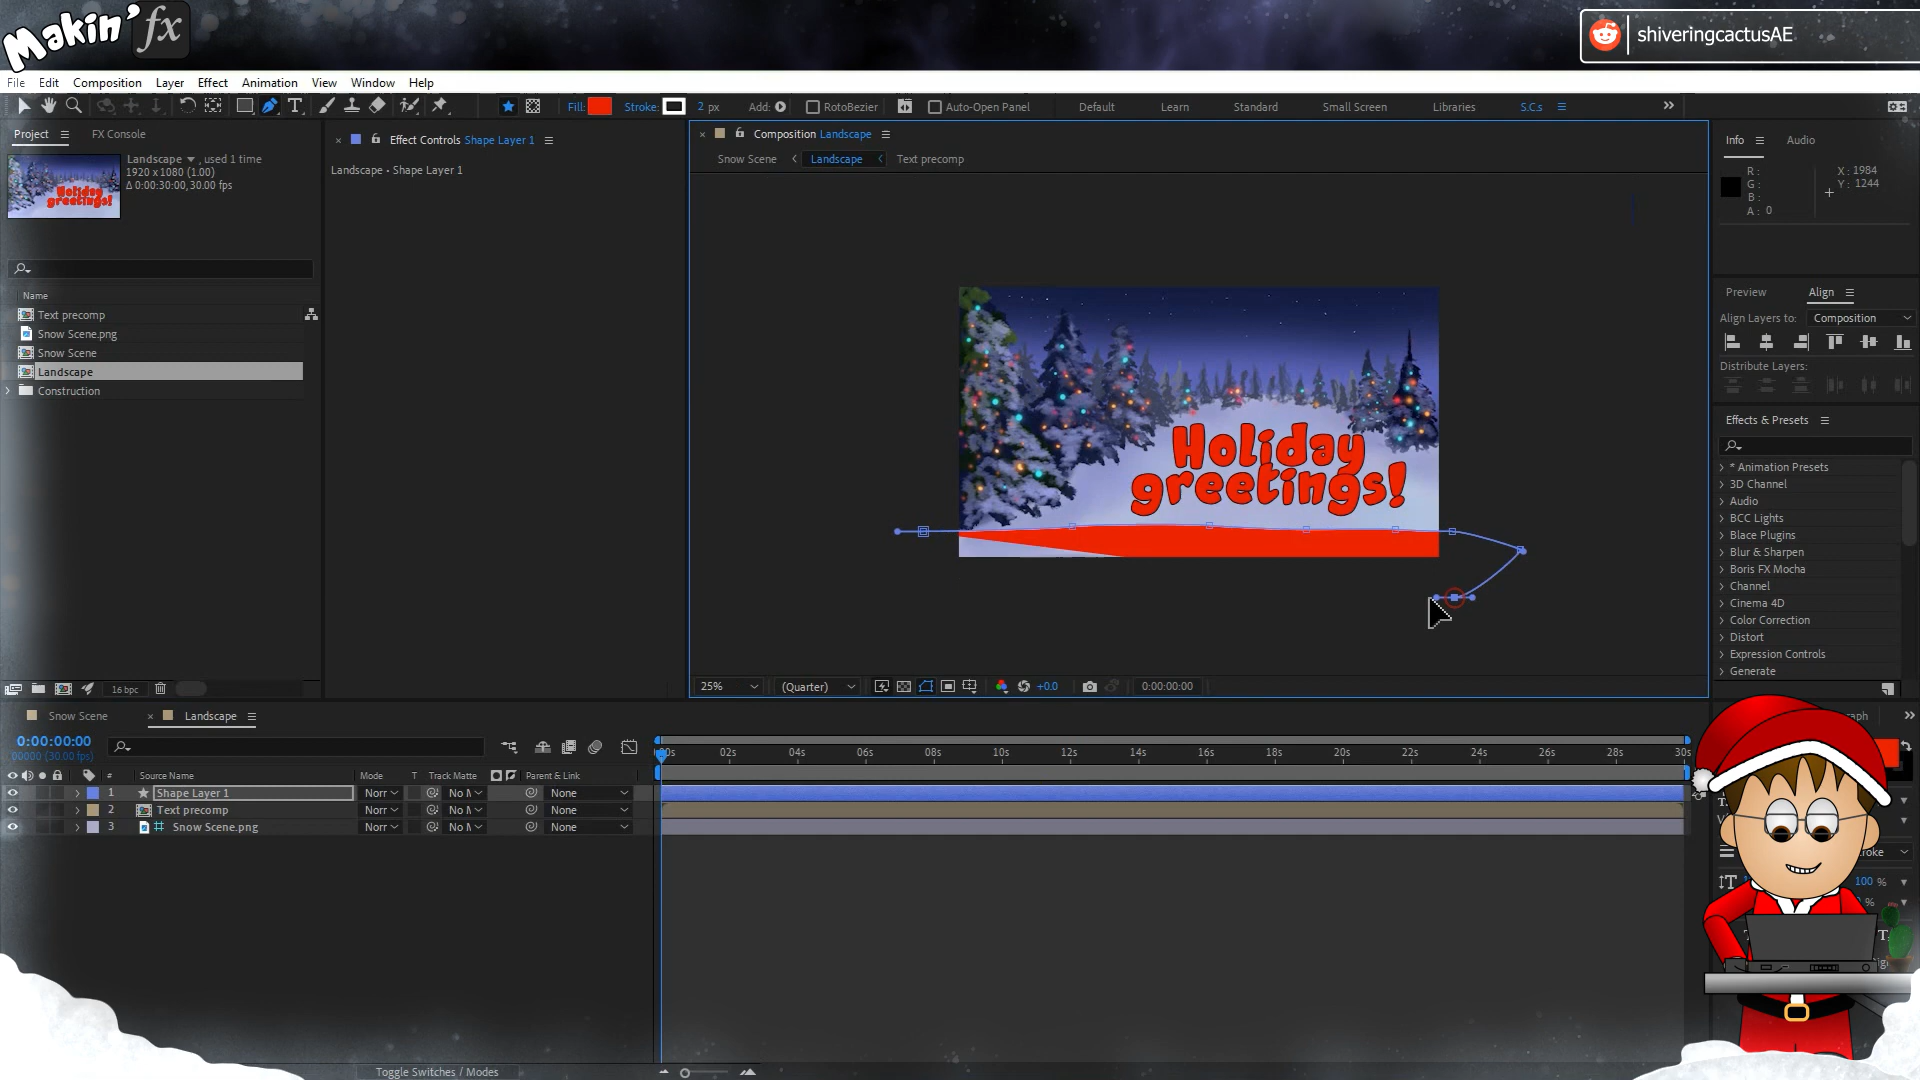 Makin' fx
shiveringcactusAE
File Edit Composition Layer Effect Animation View Window Help
Fill: Stroke: 2 px Add: RotoBezier Auto-Open Panel Default Learn Standard Small Screen Libraries S.C.s
Project FX Console
Effect Controls Shape Layer 1
Composition Landscape
Info Audio
Landscape , used 1 time
1920 x 1080 (1.00)
Δ 0:00:30:00, 30.00 fps
Landscape • Shape Layer 1
Snow Scene Landscape Text precomp
R :
G :
B :
A : 0
X : 1984
Y : 1244
Name
Text precomp
Snow Scene.png
Snow Scene
Landscape
Construction
Holiday
greetings!
Preview Align
Align Layers to: Composition
Distribute Layers:
Effects & Presets
* Animation Presets
3D Channel
Audio
BCC Lights
Blace Plugins
Blur & Sharpen
Boris FX Mocha
Channel
Cinema 4D
Color Correction
Distort
Expression Controls
Generate
16 bpc
25% (Quarter) +0.0 0:00:00:00
Snow Scene Landscape
0:00:00:00
00000 (30.00 fps)
02s 04s 06s 08s 10s 12s 14s 16s 18s 20s 22s 24s 26s 28s 30s
# Source Name Mode T Track Matte Parent & Link
1 Shape Layer 1 Norr No M None
2 Text precomp Norr No M None
3 Snow Scene.png Norr No M None
100 %
Toggle Switches / Modes